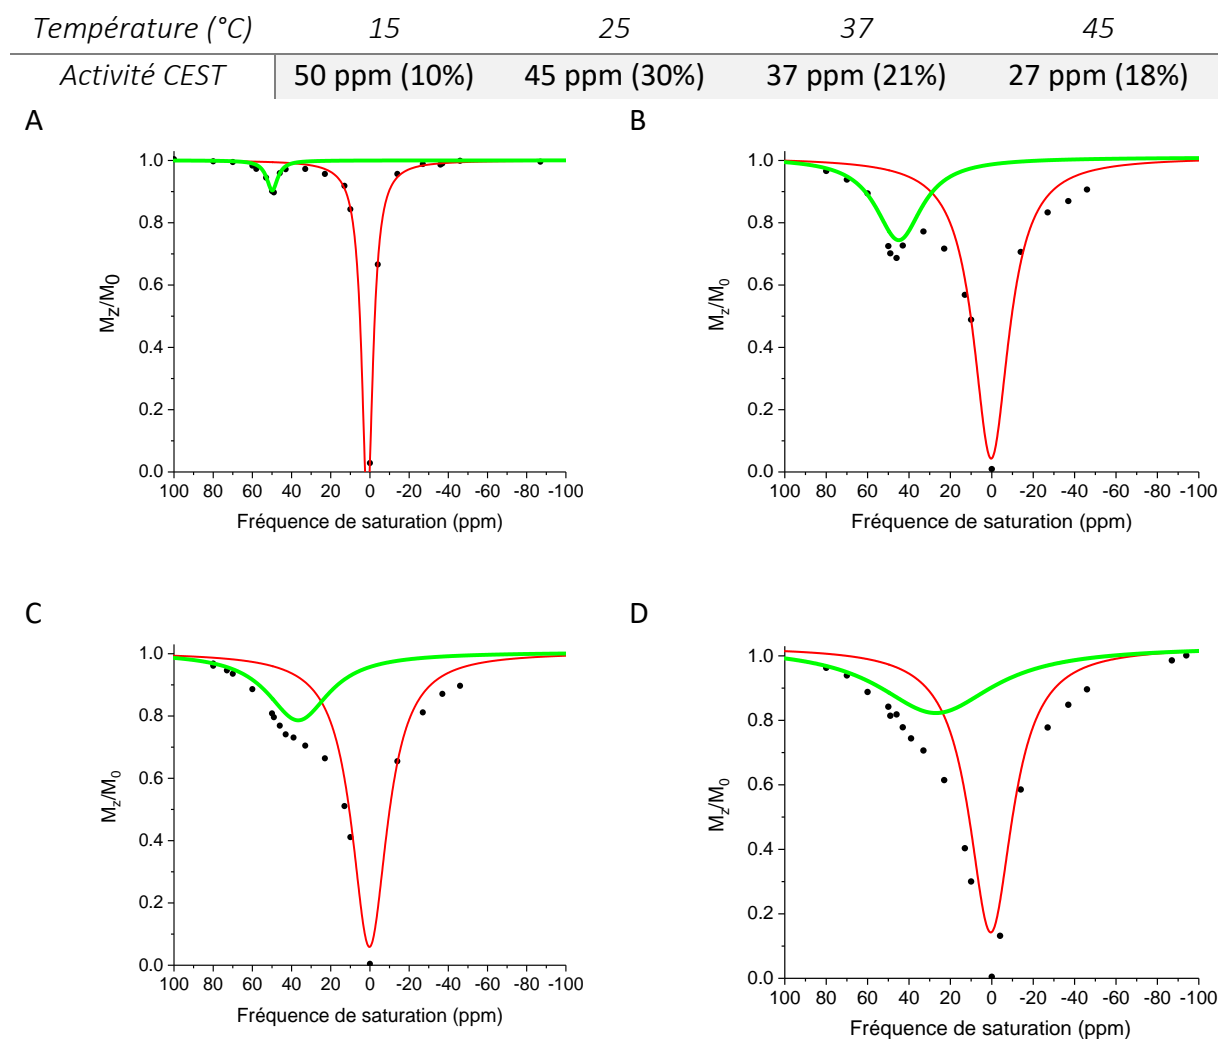 Température (°C) 15 25 37 45
Activité CEST 50 ppm (10%) 45 ppm (30%) 37 ppm (21%) 27 ppm (18%)
A
1.0
0.8
0.6
0.4
0.2
0.0
100 80 60 40 20 0 -20 -40 -60 -80 -100
Mz/M0
Fréquence de saturation (ppm)
B
1.0
0.8
0.6
0.4
0.2
0.0
100 80 60 40 20 0 -20 -40 -60 -80 -100
Mz/M0
Fréquence de saturation (ppm)
C
1.0
0.8
0.6
0.4
0.2
0.0
100 80 60 40 20 0 -20 -40 -60 -80 -100
Mz/M0
Fréquence de saturation (ppm)
D
1.0
0.8
0.6
0.4
0.2
0.0
100 80 60 40 20 0 -20 -40 -60 -80 -100
Mz/M0
Fréquence de saturation (ppm)